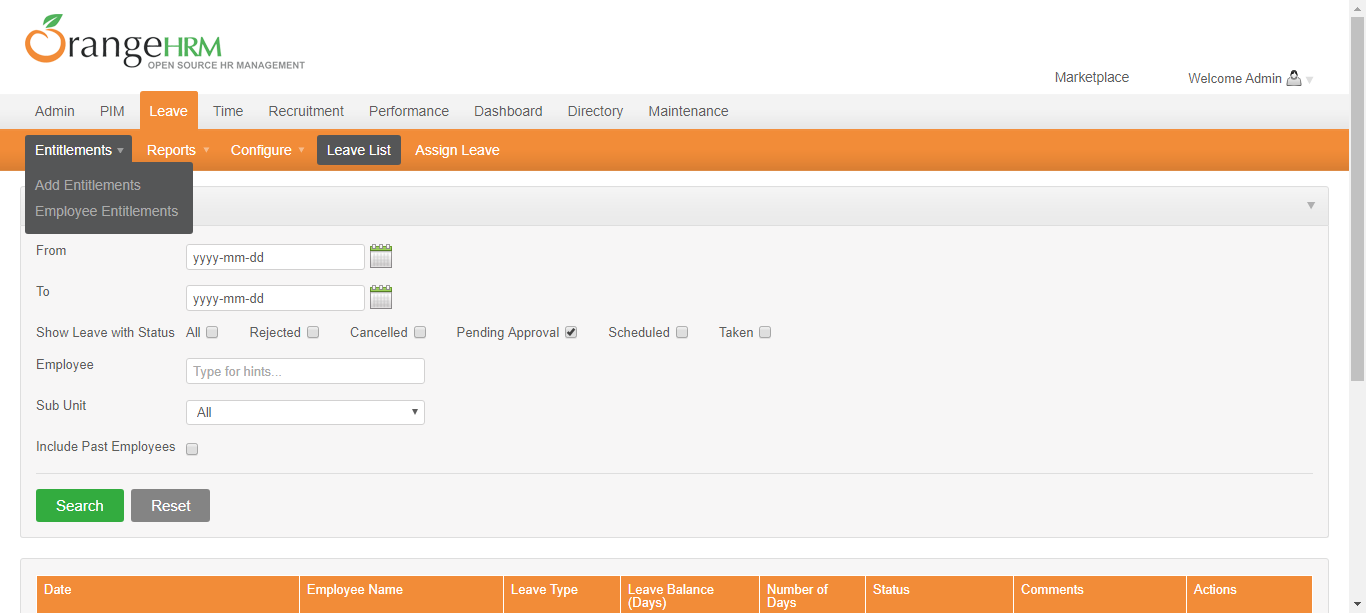 OrangeHRM
OPEN SOURCE HR MANAGEMENT
Marketplace Welcome Admin
Admin PIM Leave Time Recruitment Performance Dashboard Directory Maintenance
Entitlements Reports Configure Leave List Assign Leave
Add Entitlements
Employee Entitlements
From yyyy-mm-dd
To yyyy-mm-dd
Show Leave with Status All Rejected Cancelled Pending Approval Scheduled Taken
Employee Type for hints...
Sub Unit All
Include Past Employees
Search Reset
Date Employee Name Leave Type Leave Balance (Days) Number of Days Status Comments Actions